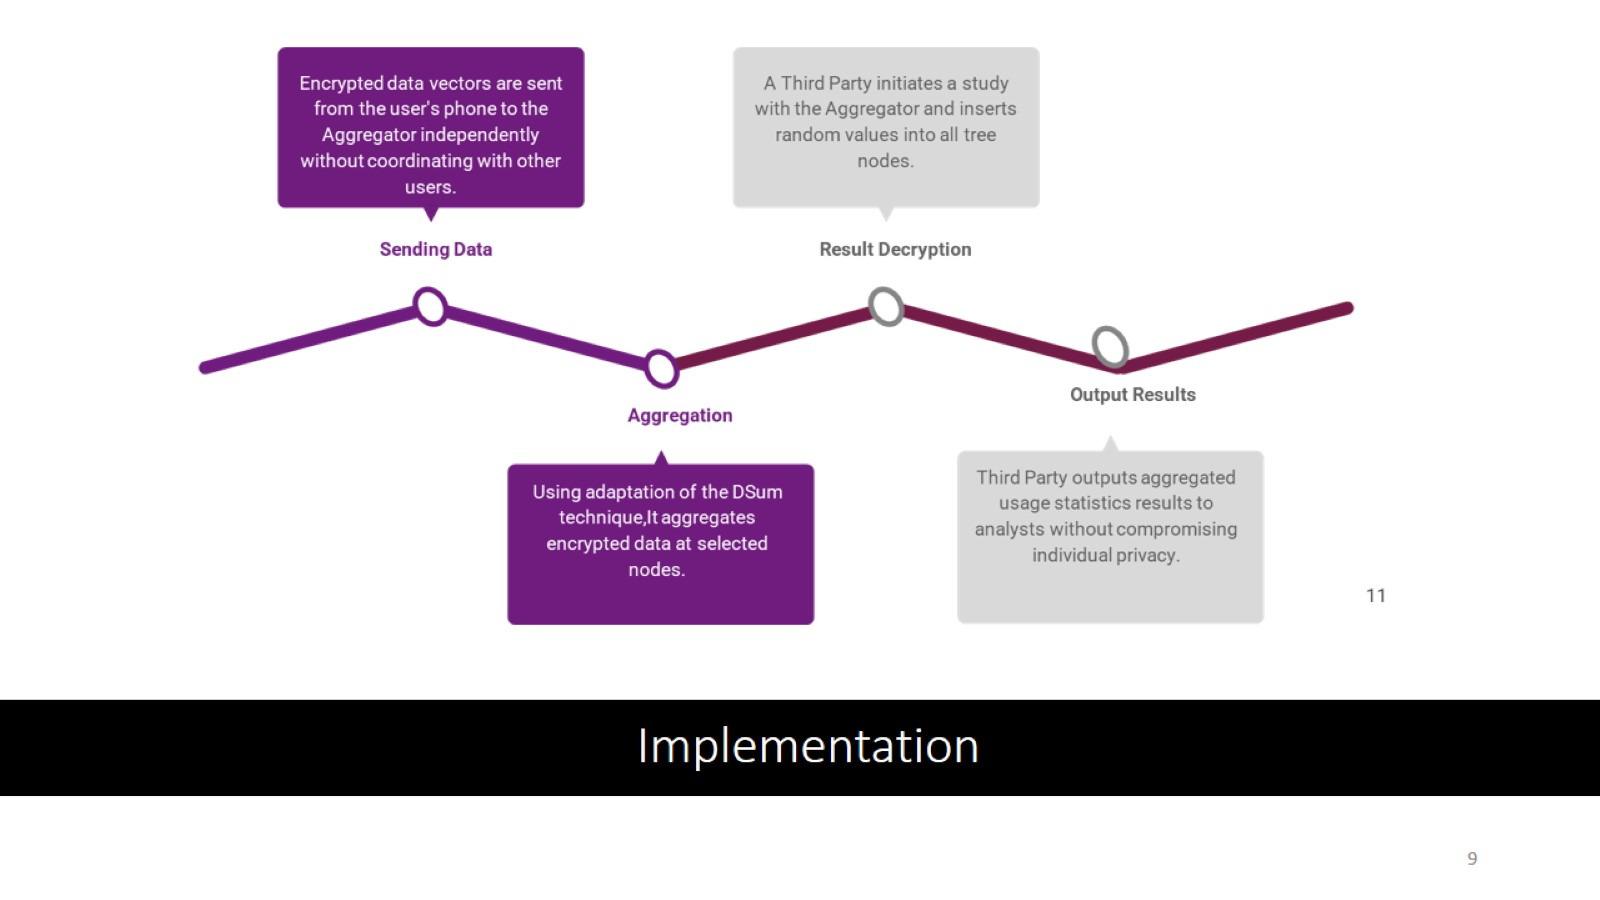 Encrypted data vectors are sent
from the user's phone to the
Aggregator independently
without coordinating with other
users.
Sending Data
A Third Party initiates a study
with the Aggregator and inserts
random values into all tree
nodes.
Result Decryption
Aggregation
Using adaptation of the DSum
technique,It aggregates
encrypted data at selected
nodes.
Output Results
Third Party outputs aggregated
usage statistics results to
analysts without compromising
individual privacy.
11
Implementation
9